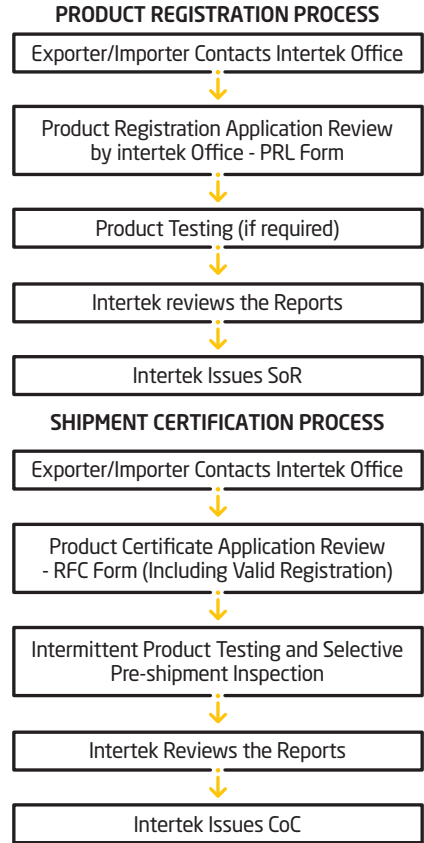 PRODUCT REGISTRATION PROCESS
Exporter/Importer Contacts Intertek Office
Product Registration Application Review
by intertek Office - PRL Form
Product Testing (if required)
Intertek reviews the Reports
Intertek Issues SoR
SHIPMENT CERTIFICATION PROCESS
Exporter/Importer Contacts Intertek Office
Product Certificate Application Review
- RFC Form (Including Valid Registration)
Intermittent Product Testing and Selective
Pre-shipment Inspection
Intertek Reviews the Reports
Intertek Issues CoC